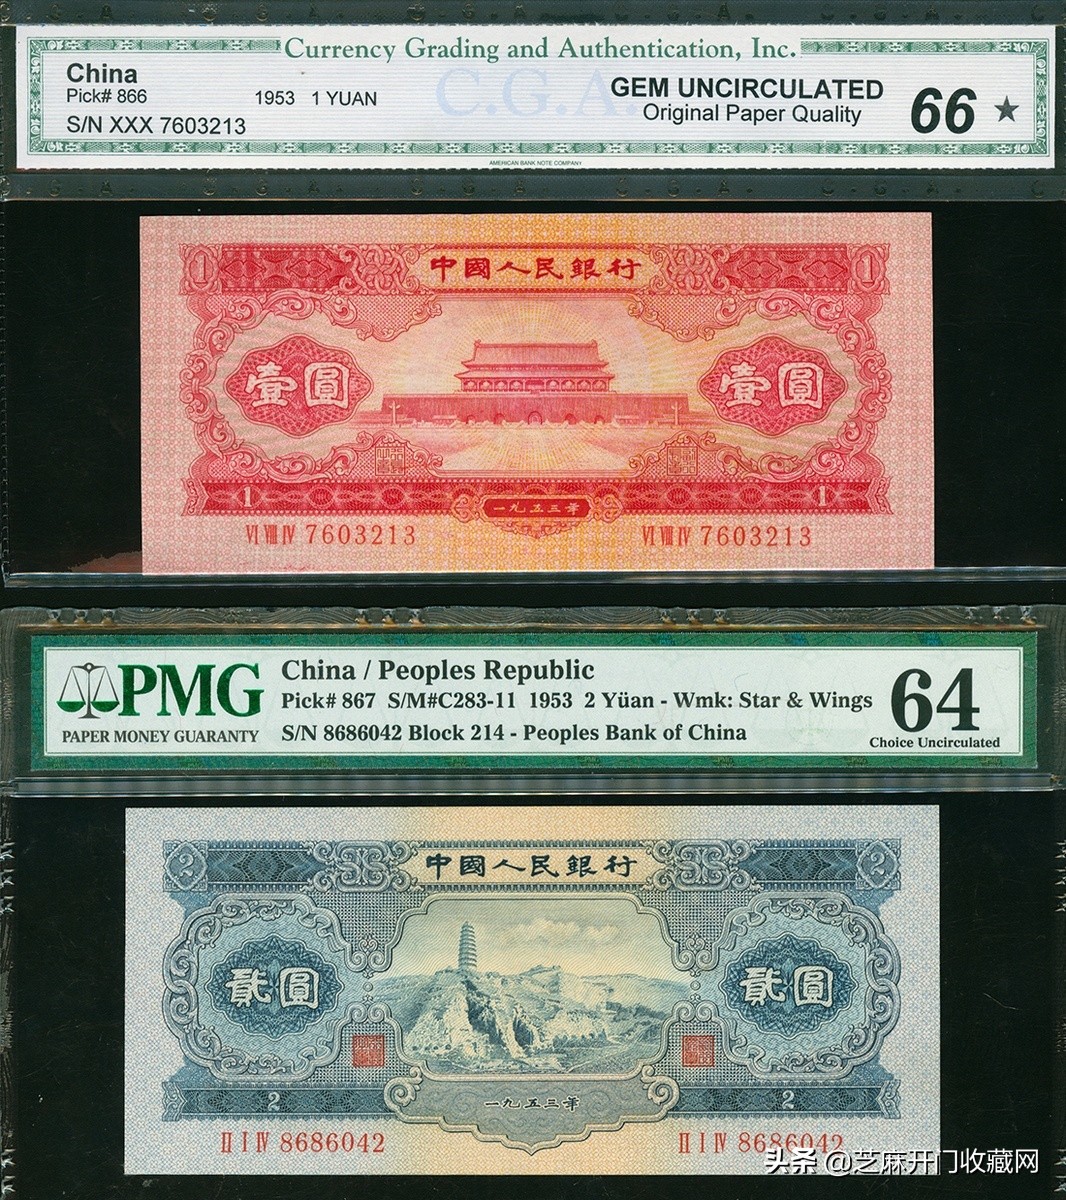 Currency Grading and Authentication, Inc.
C.G.A.
China
Pick# 866
1953 1 YUAN
S/N XXX 7603213
GEM UNCIRCULATED
Original Paper Quality
66 ★
AMERICAN BANK NOTE COMPANY
1 中國人民銀行 1
壹圓 壹圓
1 一九五三年 1
VI VIII IV 7603213 VI VIII IV 7603213
PMG
PAPER MONEY GUARANTY
China / Peoples Republic
Pick# 867 S/M#C283-11 1953 2 Yüan - Wmk: Star & Wings
S/N 8686042 Block 214 - Peoples Bank of China
64
Choice Uncirculated
2 中國人民銀行 2
貳圓 貳圓
2 一九五三年 2
II I IV 8686042 II I IV 8686042
头条 @芝麻开门收藏网